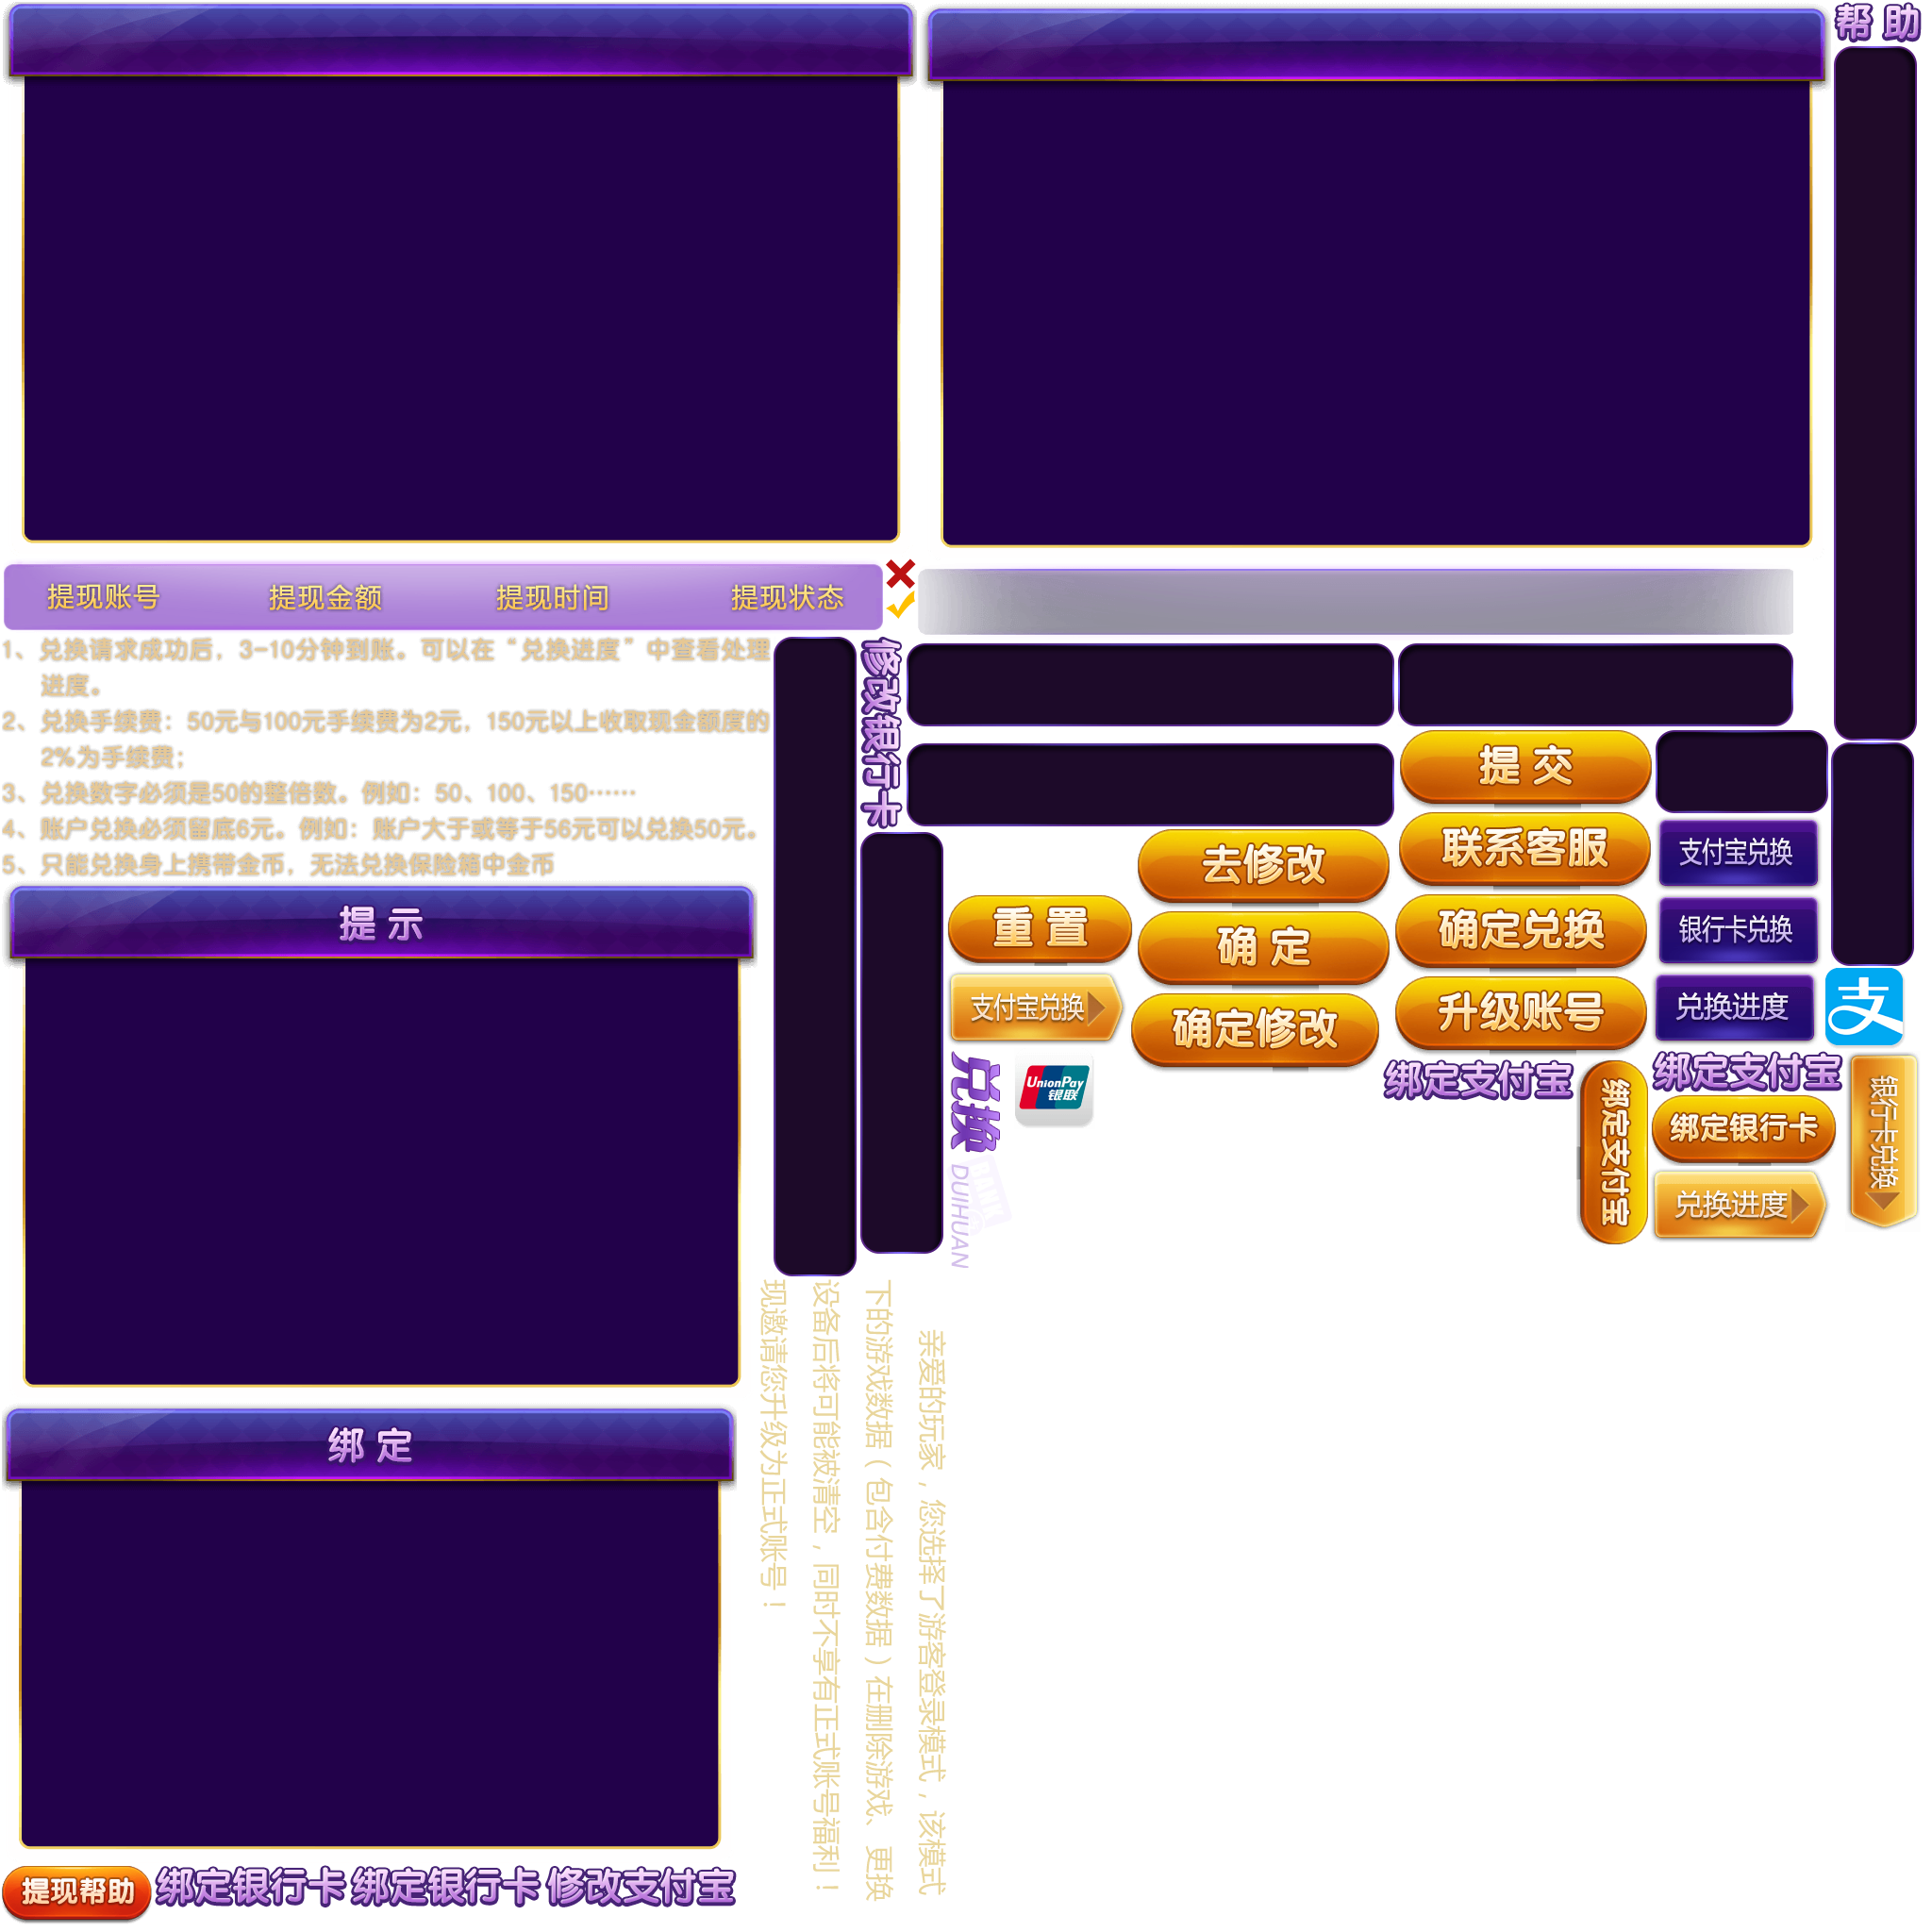 帮 助
提现账号 提现金额 提现时间 提现状态
1、兑换请求成功后，3-10分钟到账。可以在“兑换进度”中查看处理
进度。
2、兑换手续费：50元与100元手续费为2元，150元以上收取现金额度的
2%为手续费；
3、兑换数字必须是50的整倍数。例如：50、100、150……
4、账户兑换必须留底6元。例如：账户大于或等于56元可以兑换50元。
5、只能兑换身上携带金币，无法兑换保险箱中金币
修改银行卡
提 交
联系客服
支付宝兑换
去修改
重 置
确 定
确定兑换
银行卡兑换
支付宝兑换
确定修改
升级账号
兑换进度
支
兑换
DUIHUAN
BANK
UnionPay
银联
绑定支付宝
绑定支付宝
绑定支付宝
绑定银行卡
兑换进度
银行卡兑换
提 示
亲爱的玩家，您选择了游客登录模式，该模式
下的游戏数据（包含付费数据）在删除游戏、更换
设备后将可能被清空，同时不享有正式账号福利！
现邀请您升级为正式账号！
绑 定
提现帮助
绑定银行卡
绑定银行卡
修改支付宝